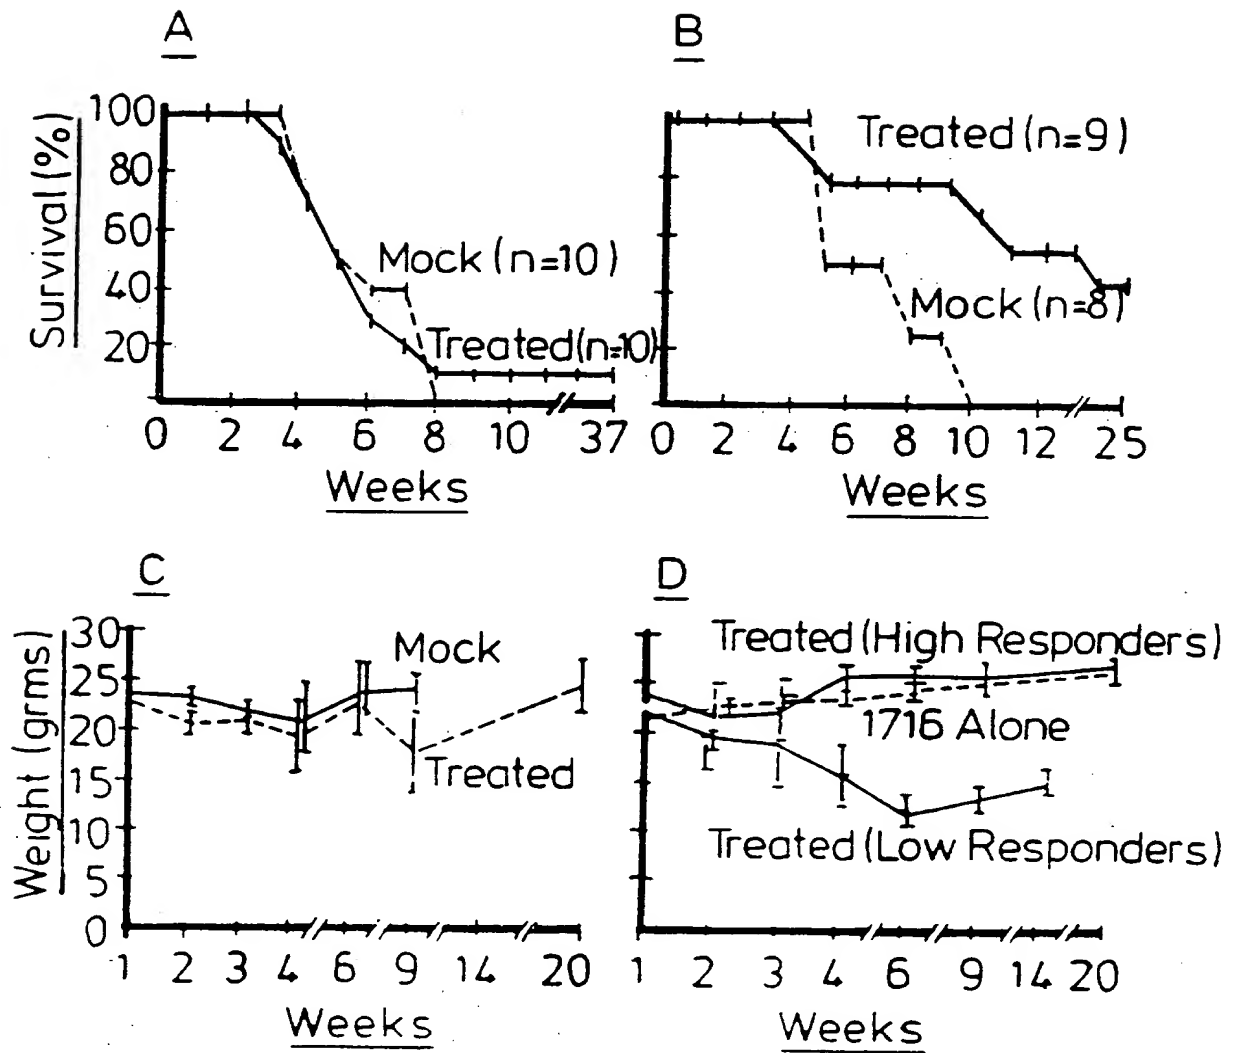 A
B
Survival (%)
100
80
60
40
20
Treated (n=9)
Mock (n=10)
Mock (n=8)
Treated (n=10)
0 2 4 6 8 10 37
0 2 4 6 8 10 12 25
Weeks
Weeks
C
D
Weight (grms)
30
25
20
15
10
5
0
Mock
Treated
Treated (High Responders)
1716 Alone
Treated (Low Responders)
1 2 3 4 6 9 14 20
1 2 3 4 6 9 14 20
Weeks
Weeks